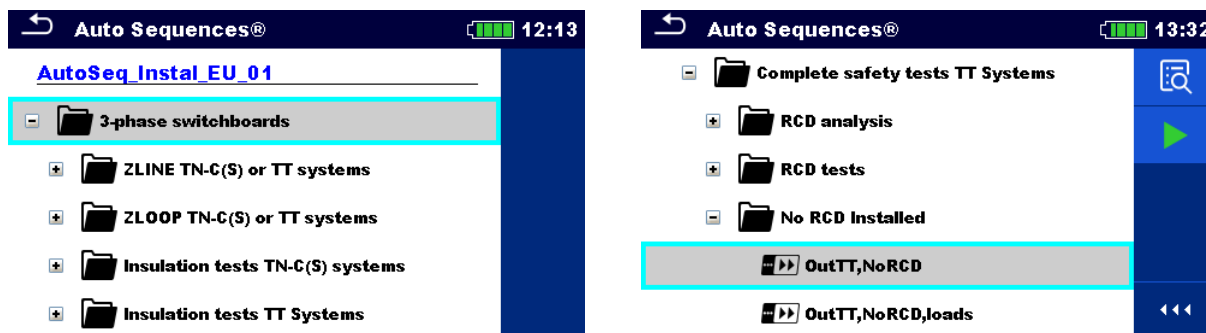 Auto Sequences®
12:13
AutoSeq_Instal_EU_01
3-phase switchboards
ZLINE TN-C(S) or TT systems
ZLOOP TN-C(S) or TT systems
Insulation tests TN-C(S) systems
Insulation tests TT Systems
Auto Sequences®
13:32
Complete safety tests TT Systems
RCD analysis
RCD tests
No RCD Installed
OutTT,NoRCD
OutTT,NoRCD,loads